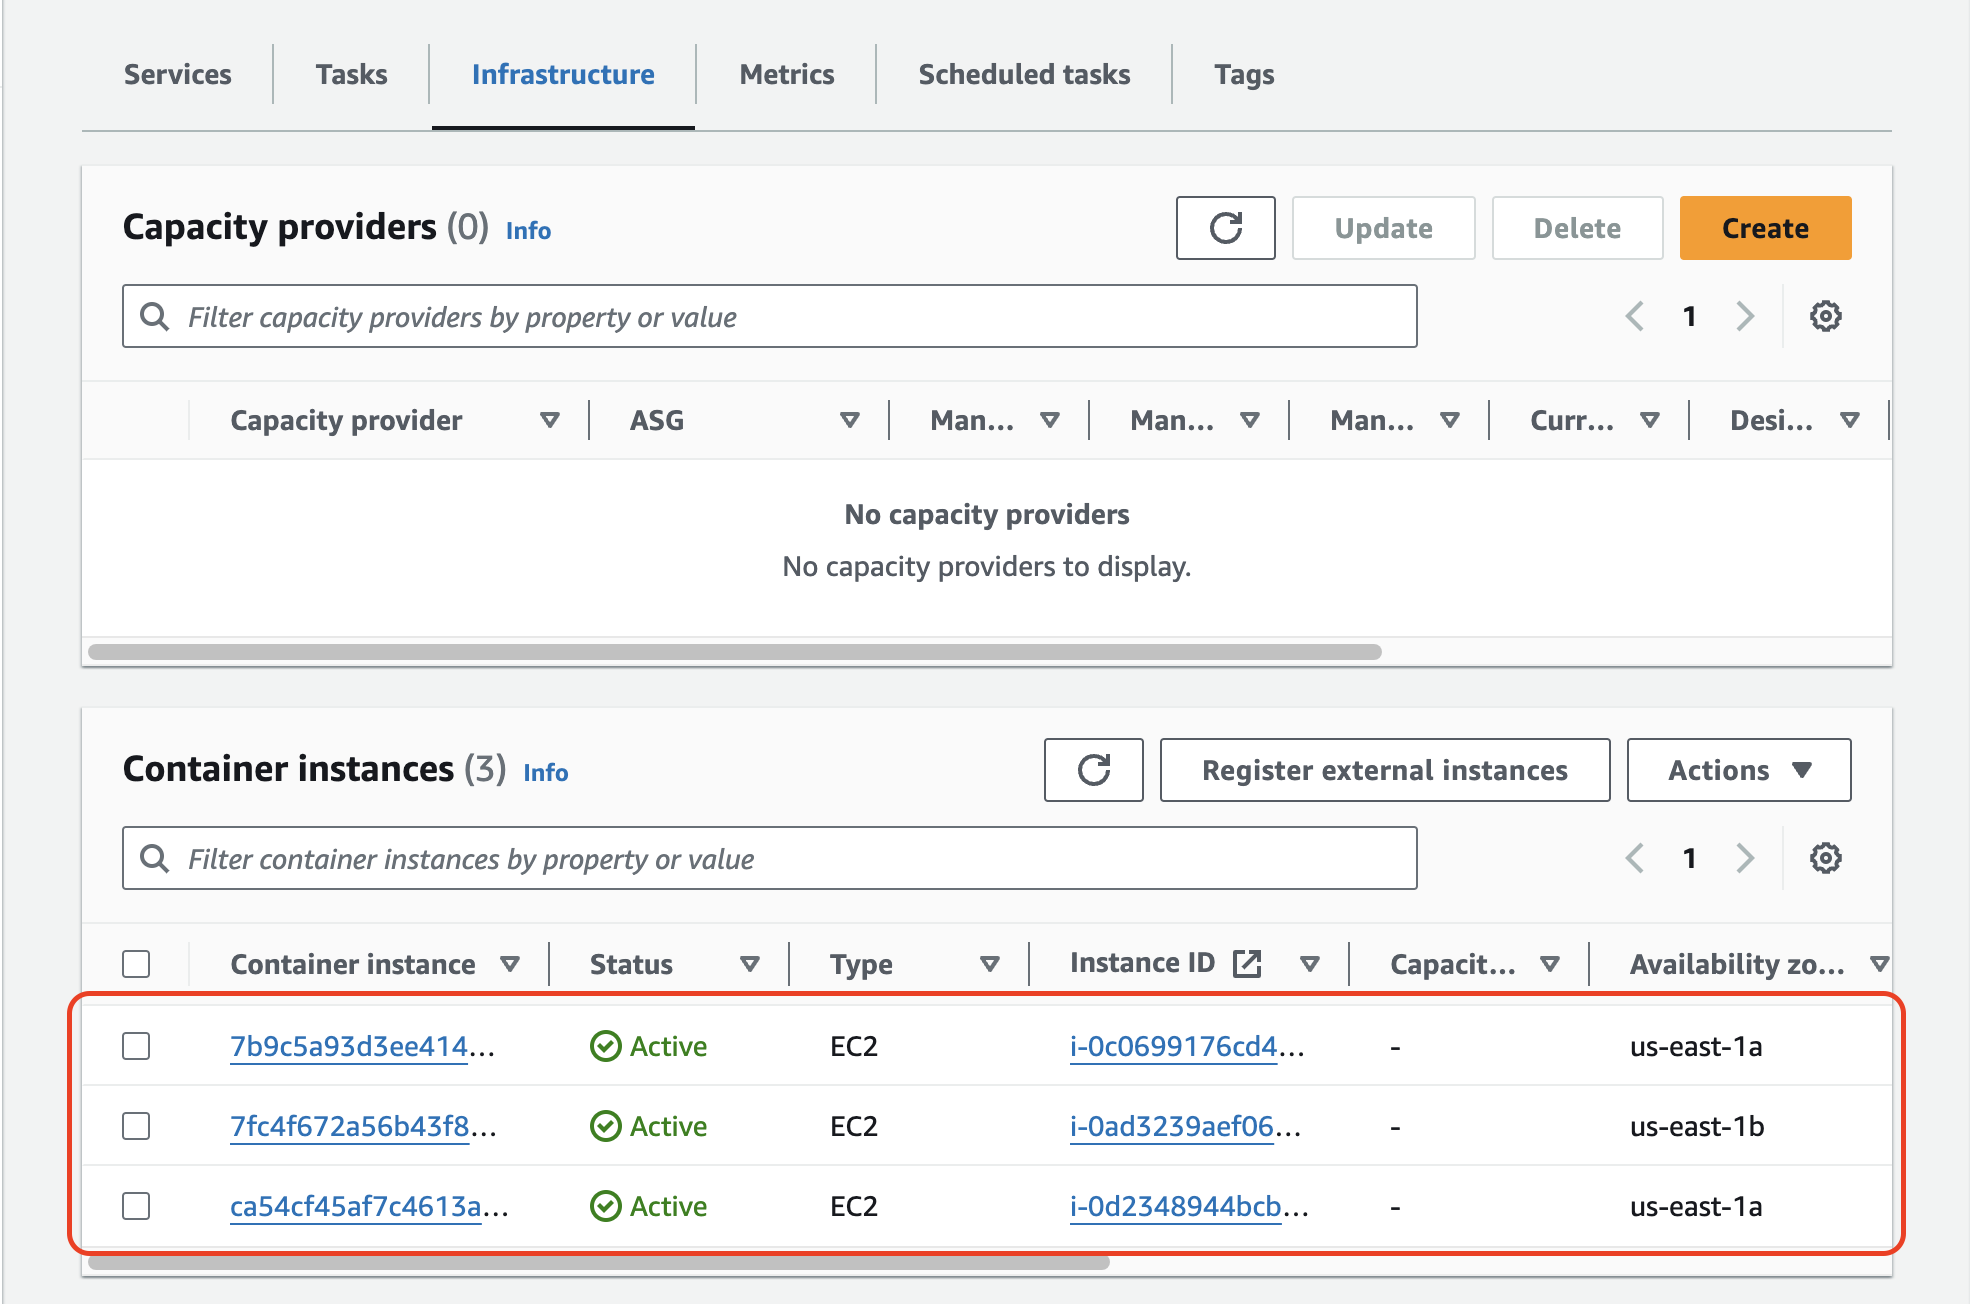 Services Tasks Infrastructure Metrics Scheduled tasks Tags
Capacity providers (0) Info Update Delete Create
Filter capacity providers by property or value 1
Capacity provider ASG Man... Man... Man... Curr... Desi...
No capacity providers
No capacity providers to display.
Container instances (3) Info Register external instances Actions
Filter container instances by property or value 1
Container instance Status Type Instance ID Capacit... Availability zo...
7b9c5a93d3ee414... Active EC2 i-0c0699176cd4... - us-east-1a
7fc4f672a56b43f8... Active EC2 i-0ad3239aef06... - us-east-1b
ca54cf45af7c4613a... Active EC2 i-0d2348944bcb... - us-east-1a